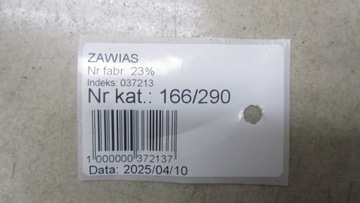 ZAWIAS
Nr fabr. 23%
Indeks: 037213
Nr kat.: 166/290
1 000000 372137
Data: 2025/04/10